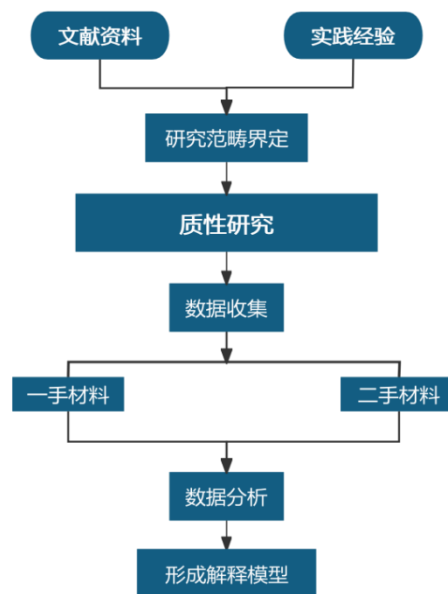 文献资料
实践经验
研究范畴界定
质性研究
数据收集
一手材料
二手材料
数据分析
形成解释模型